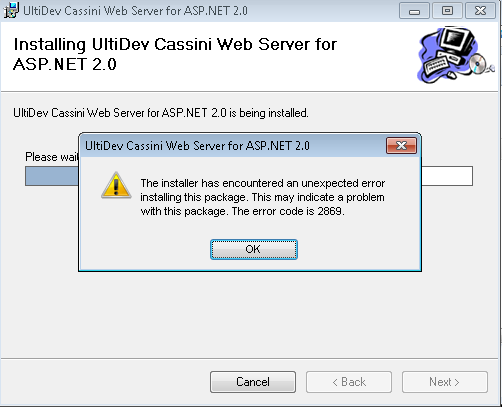 UltiDev Cassini Web Server for ASP.NET 2.0
Installing UltiDev Cassini Web Server for
ASP.NET 2.0
UltiDev Cassini Web Server for ASP.NET 2.0 is being installed.
Please wai
UltiDev Cassini Web Server for ASP.NET 2.0
The installer has encountered an unexpected error
installing this package. This may indicate a problem
with this package. The error code is 2869.
OK
Cancel
< Back
Next >